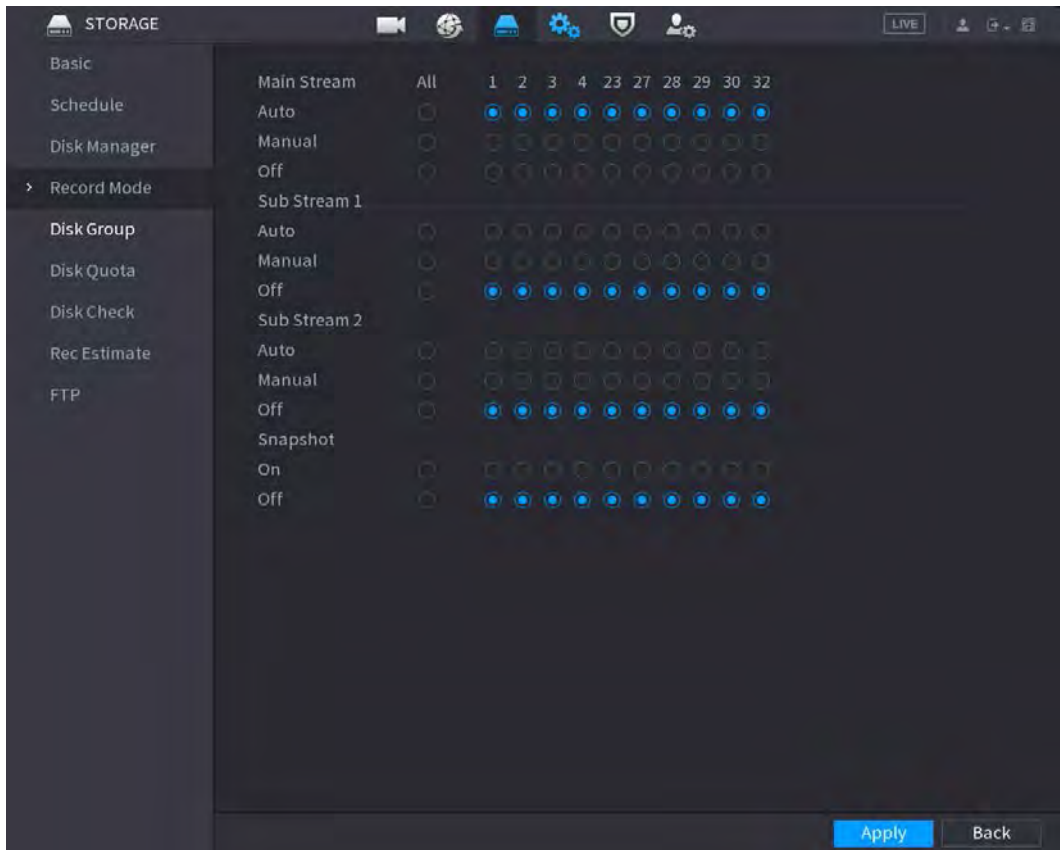 STORAGE LIVE
Basic
Schedule
Disk Manager
Record Mode
Disk Group
Disk Quota
Disk Check
Rec Estimate
FTP
Main Stream All 1 2 3 4 23 27 28 29 30 32
Auto
Manual
Off
Sub Stream 1
Auto
Manual
Off
Sub Stream 2
Auto
Manual
Off
Snapshot
On
Off
Apply Back